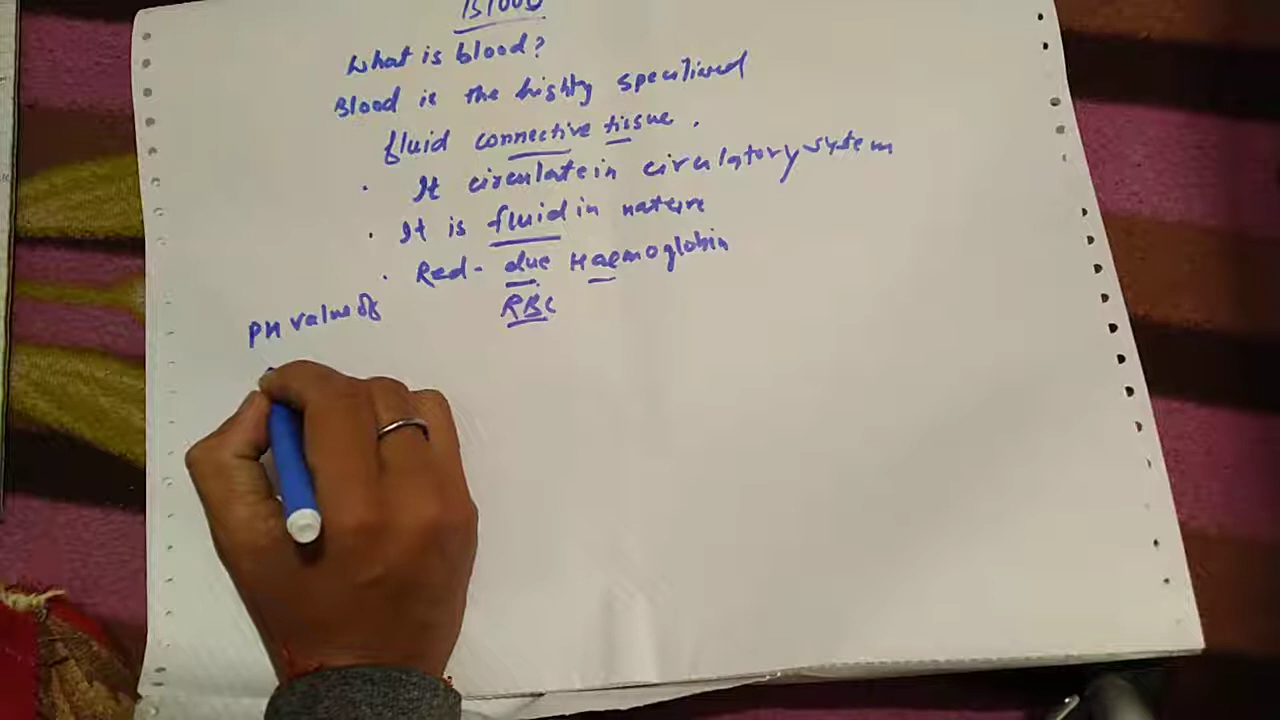 Blood
What is blood?
Blood is the highly specilized
fluid connective tissue.
· It circulate in circulatory system
· It is fluid in nature
· Red - due Haemoglobin
RBC
PH value of